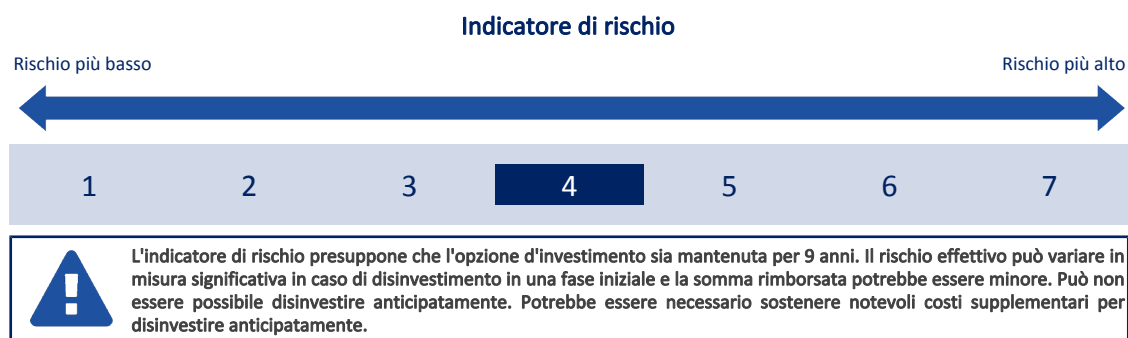 Indicatore di rischio
Rischio più basso
Rischio più alto
1 2 3 4 5 6 7
L'indicatore di rischio presuppone che l'opzione d'investimento sia mantenuta per 9 anni. Il rischio effettivo può variare in
misura significativa in caso di disinvestimento in una fase iniziale e la somma rimborsata potrebbe essere minore. Può non
essere possibile disinvestire anticipatamente. Potrebbe essere necessario sostenere notevoli costi supplementari per
disinvestire anticipatamente.